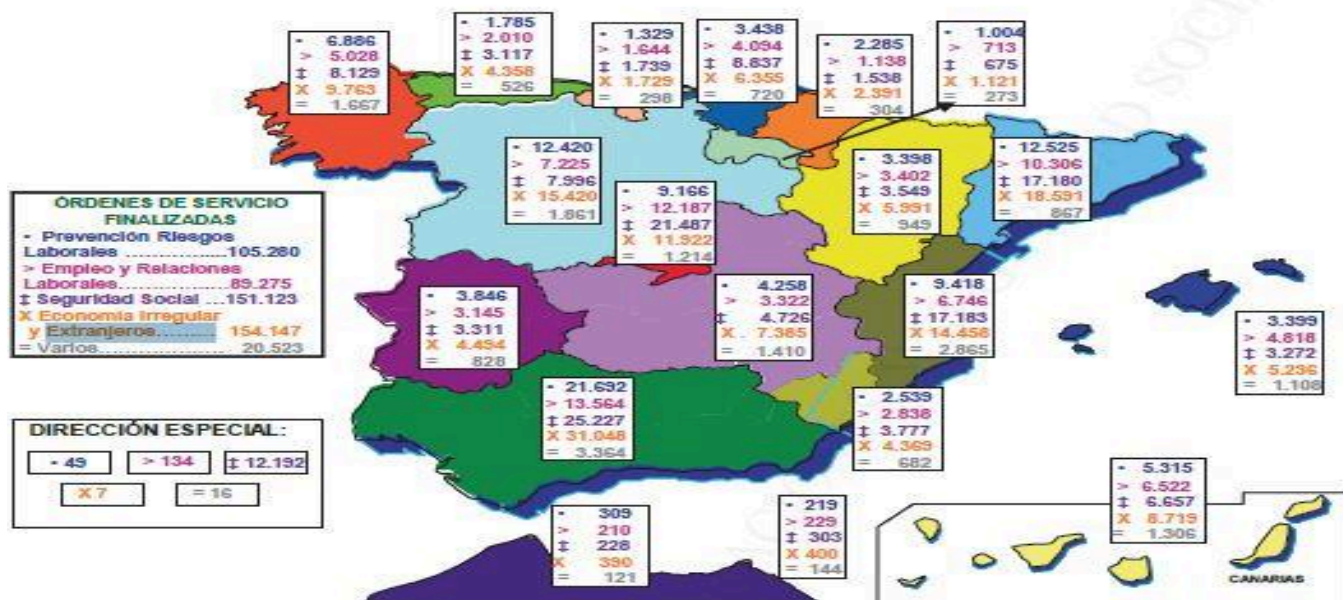 - 6.886
> 5.028
‡ 8.129
X 9.763
= 1.667
- 1.785
> 2.010
‡ 3.117
X 4.358
= 526
- 1.329
> 1.644
‡ 1.739
X 1.729
= 298
- 3.438
> 4.094
‡ 8.837
X 6.355
= 720
- 2.285
> 1.138
‡ 1.538
X 2.391
= 304
- 1.004
> 713
‡ 675
X 1.121
= 273
- 12.420
> 7.225
‡ 7.996
X 15.420
= 1.861
- 9.166
> 12.187
‡ 21.487
X 11.922
= 1.214
- 3.398
> 3.402
‡ 3.549
X 5.991
= 949
- 12.525
> 10.306
‡ 17.180
X 18.591
= 867
ÓRDENES DE SERVICIO
FINALIZADAS
- Prevención Riesgos
Laborales ................105.280
> Empleo y Relaciones
Laborales..................89.275
‡ Seguridad Social ...151.123
X Economía Irregular
y Extranjeros......... 154.147
= Varios.................... 20.523
- 3.846
> 3.145
‡ 3.311
X 4.494
= 828
- 4.258
> 3.322
‡ 4.726
X.. 7.385
= 1.410
- 9.418
> 6.746
‡ 17.183
X 14.458
= 2.865
- 3.399
> 4.818
‡ 3.272
X 5.236
= 1.108
- 21.692
> 13.564
‡ 25.227
X 31.048
= 3.364
- 2.539
> 2.838
‡ 3.777
X 4.369
= 682
DIRECCIÓN ESPECIAL:
- 49
> 134
‡ 12.192
X 7
= 16
- 309
> 210
‡ 228
X 390
= 121
- 219
> 229
‡ 303
X 400
= 144
- 5.315
> 6.522
‡ 6.657
X 8.719
= 1.306
CANARIAS